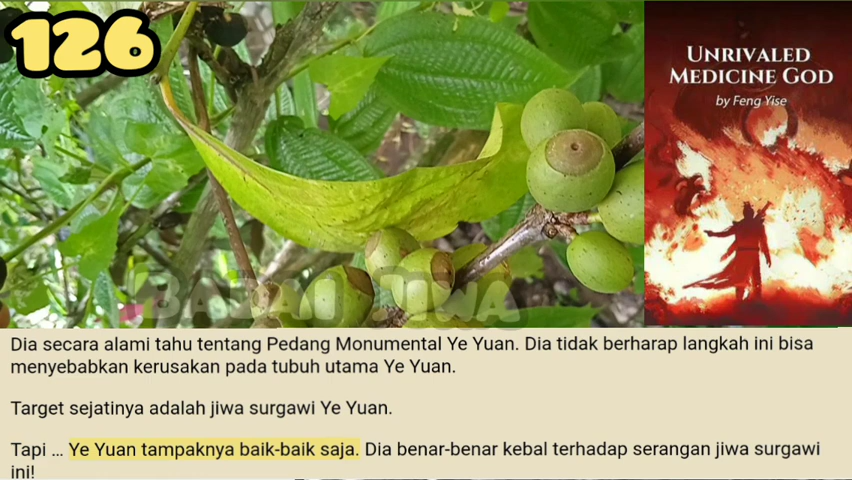 126
UNRIVALED
MEDICINE GOD
by Feng Yise
BADAI JIWA
Dia secara alami tahu tentang Pedang Monumental Ye Yuan. Dia tidak berharap langkah ini bisa
menyebabkan kerusakan pada tubuh utama Ye Yuan.
Target sejatinya adalah jiwa surgawi Ye Yuan.
Tapi ... Ye Yuan tampaknya baik-baik saja. Dia benar-benar kebal terhadap serangan jiwa surgawi
ini!